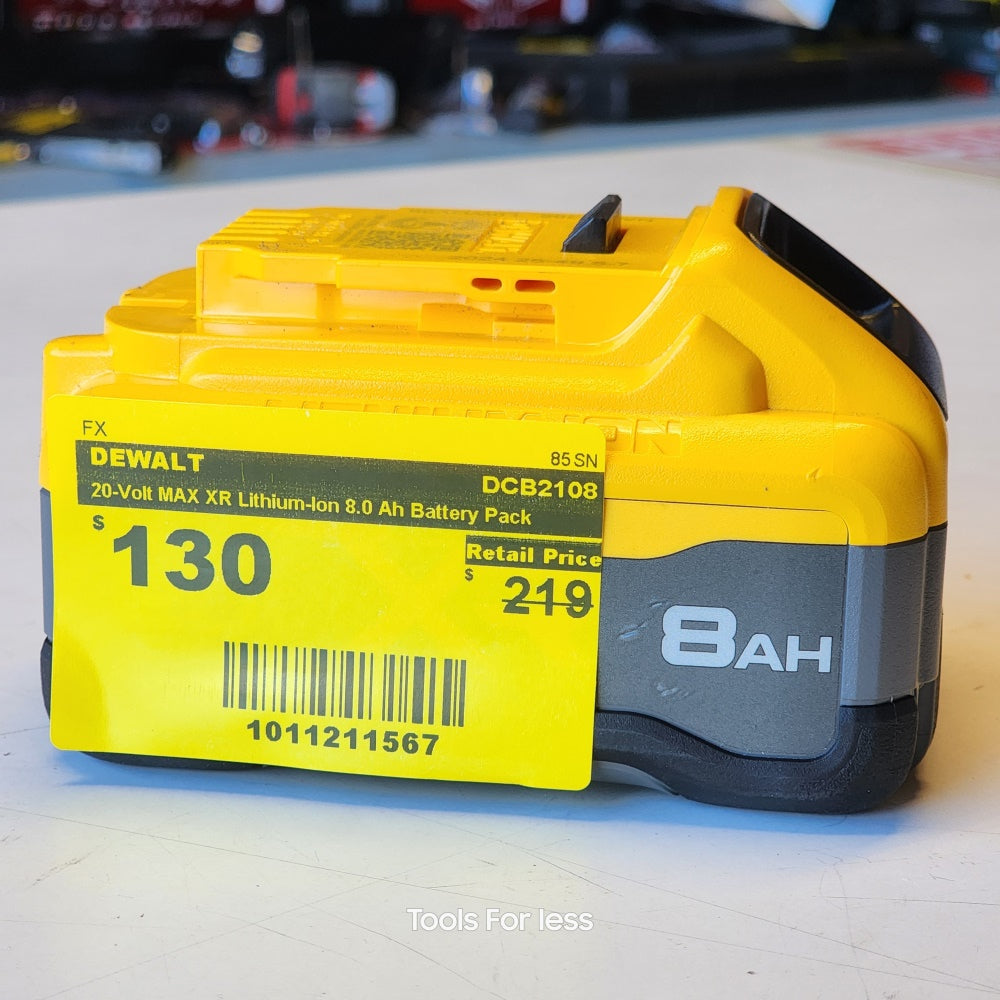 FX
85 SN
DEWALT
DCB2108
20-Volt MAX XR Lithium-Ion 8.0 Ah Battery Pack
$ 130
Retail Price
$ 219
1011211567
8AH
Tools For less